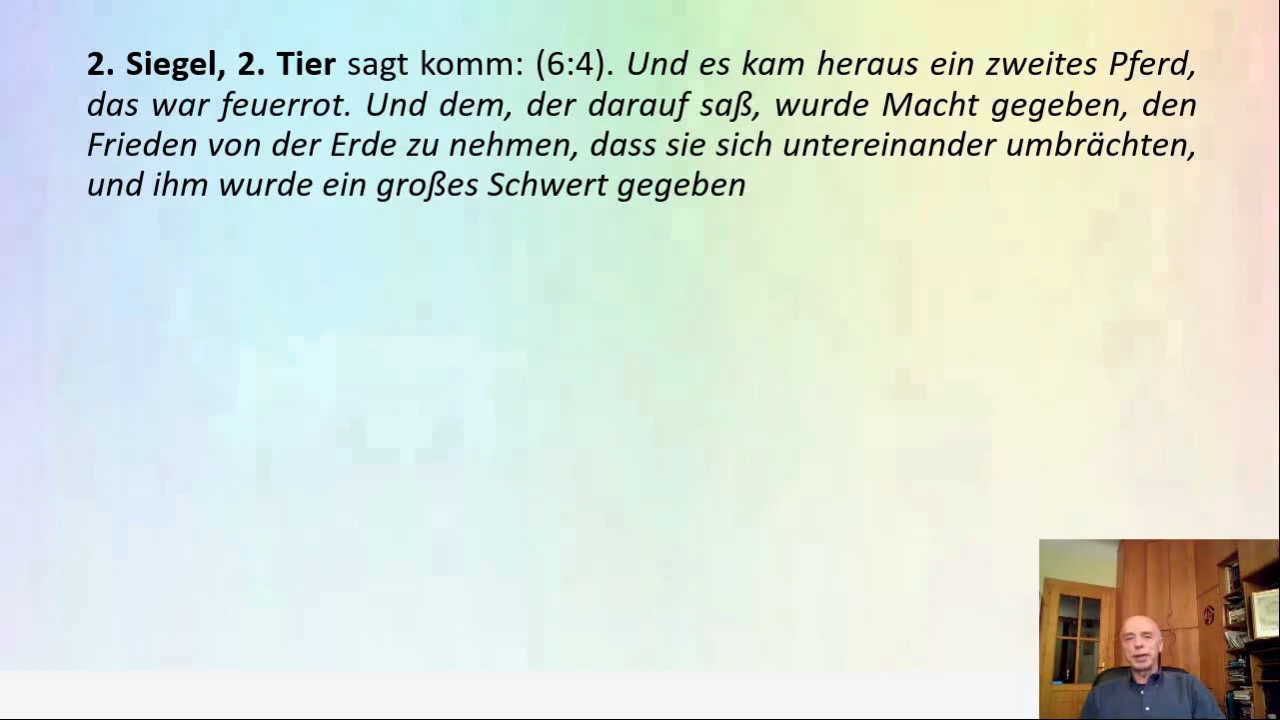 2. Siegel, 2. Tier sagt komm: (6:4). Und es kam heraus ein zweites Pferd,
das war feuerrot. Und dem, der darauf saß, wurde Macht gegeben, den
Frieden von der Erde zu nehmen, dass sie sich untereinander umbrächten,
und ihm wurde ein großes Schwert gegeben